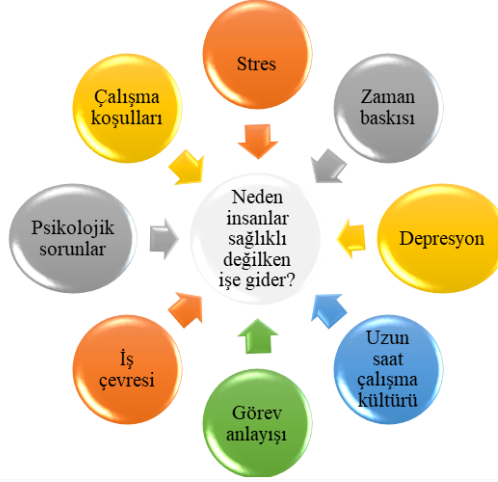 Stres
Zaman
baskısı
Depresyon
Uzun
saat
çalışma
kültürü
Görev
anlayışı
İş
çevresi
Psikolojik
sorunlar
Çalışma
koşulları
Neden
insanlar
sağlıklı
değilken
işe gider?